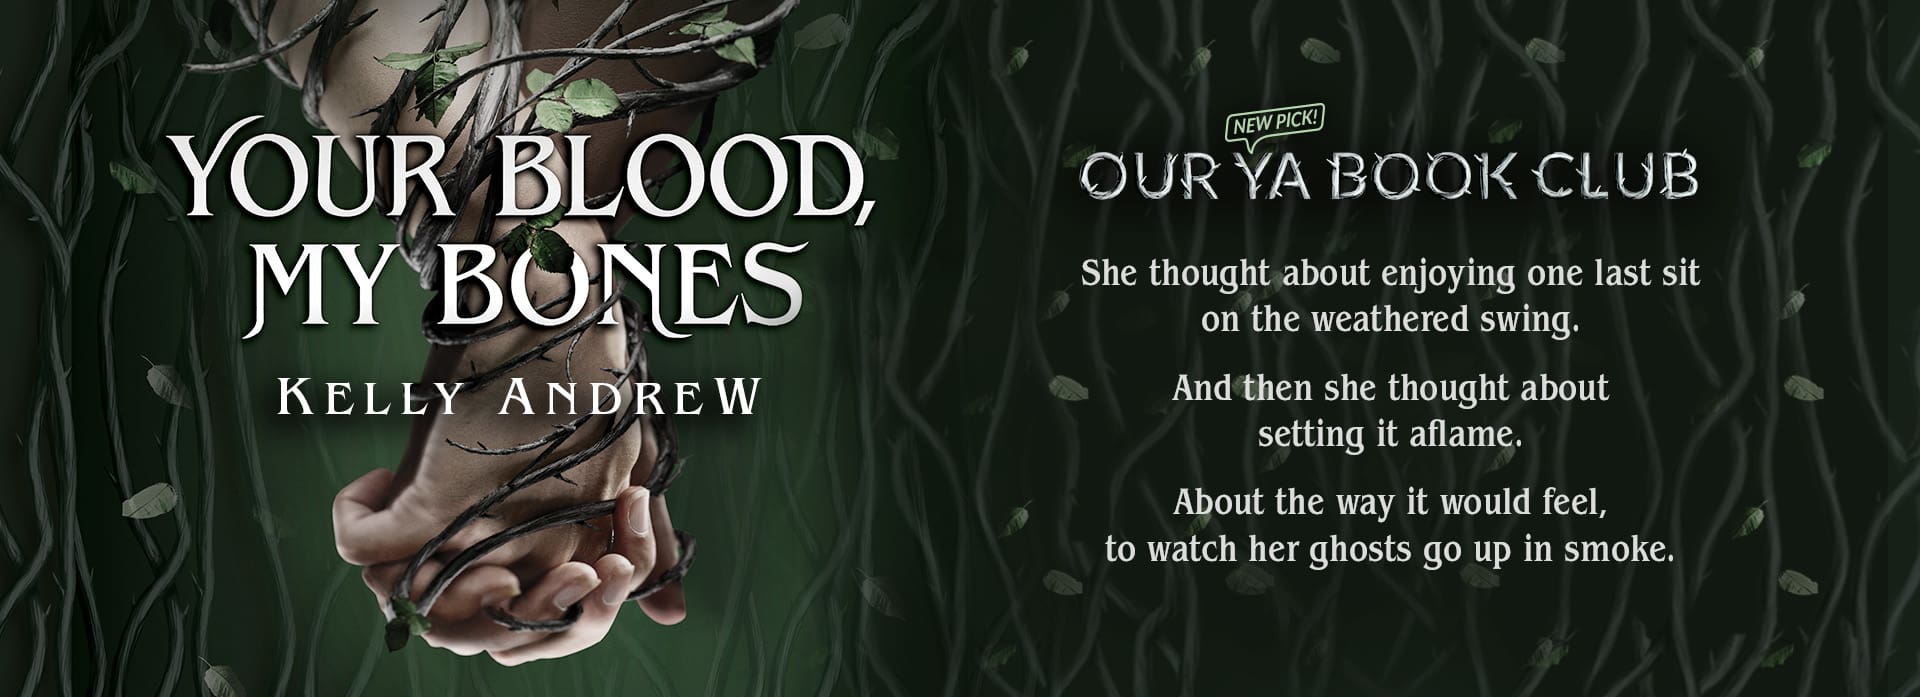 YOUR BLOOD,
MY BONES
KELLY ANDREW
NEW PICK!
OUR YA BOOK CLUB
She thought about enjoying one last sit
on the weathered swing.
And then she thought about
setting it aflame.
About the way it would feel,
to watch her ghosts go up in smoke.